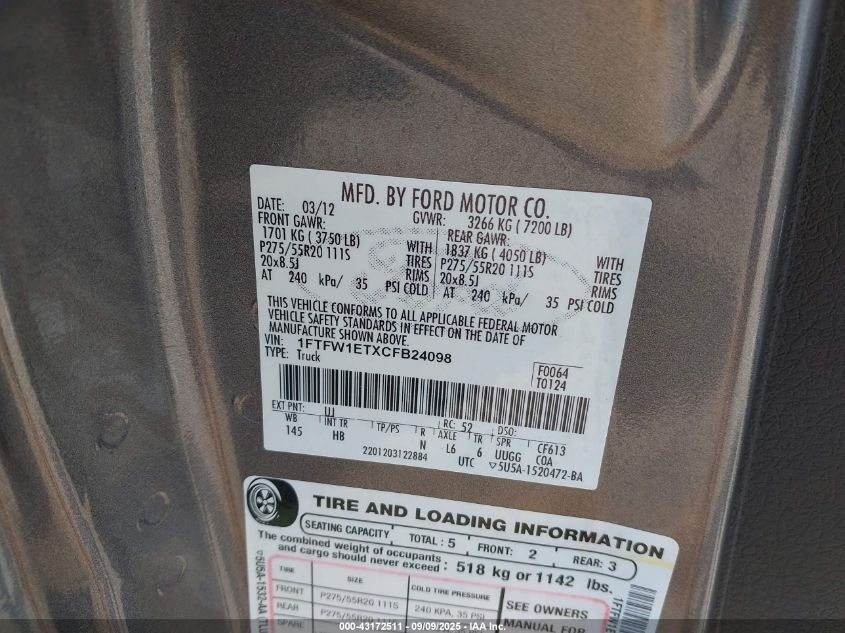 MFD. BY FORD MOTOR CO.
DATE: 03/12 GVWR: 3266 KG ( 7200 LB)
FRONT GAWR: REAR GAWR:
1701 KG ( 3750 LB) WITH 1837 KG ( 4050 LB) WITH
P275/55R20 111S TIRES P275/55R20 111S TIRES
20x8.5J RIMS 20x8.5J RIMS
AT 240 kPa/ 35 PSI COLD AT 240 kPa/ 35 PSI COLD
THIS VEHICLE CONFORMS TO ALL APPLICABLE FEDERAL MOTOR
VEHICLE SAFETY STANDARDS IN EFFECT ON THE DATE OF
MANUFACTURE SHOWN ABOVE.
VIN: 1FTFW1ETXCFB24098
TYPE: Truck
F0064
T0124
EXT PNT: UJ RC: 52 DSO:
WB INT TR TP/PS R AXLE TR SPR CF613
145 HB N L6 6 UUGG COA
2201203122884 UTC ▽5U5A-1520472-BA
TIRE AND LOADING INFORMATION
SEATING CAPACITY TOTAL : 5 FRONT: 2 REAR: 3
The combined weight of occupants
and cargo should never exceed : 518 kg or 1142 lbs.
TIRE SIZE COLD TIRE PRESSURE
FRONT P275/55R20 111S 240 KPA, 35 PSI
REAR P275/55R20 111S
SPARE
SEE OWNERS
MANUAL FOR
000-43172511 - 09/09/2025 - IAAI.com